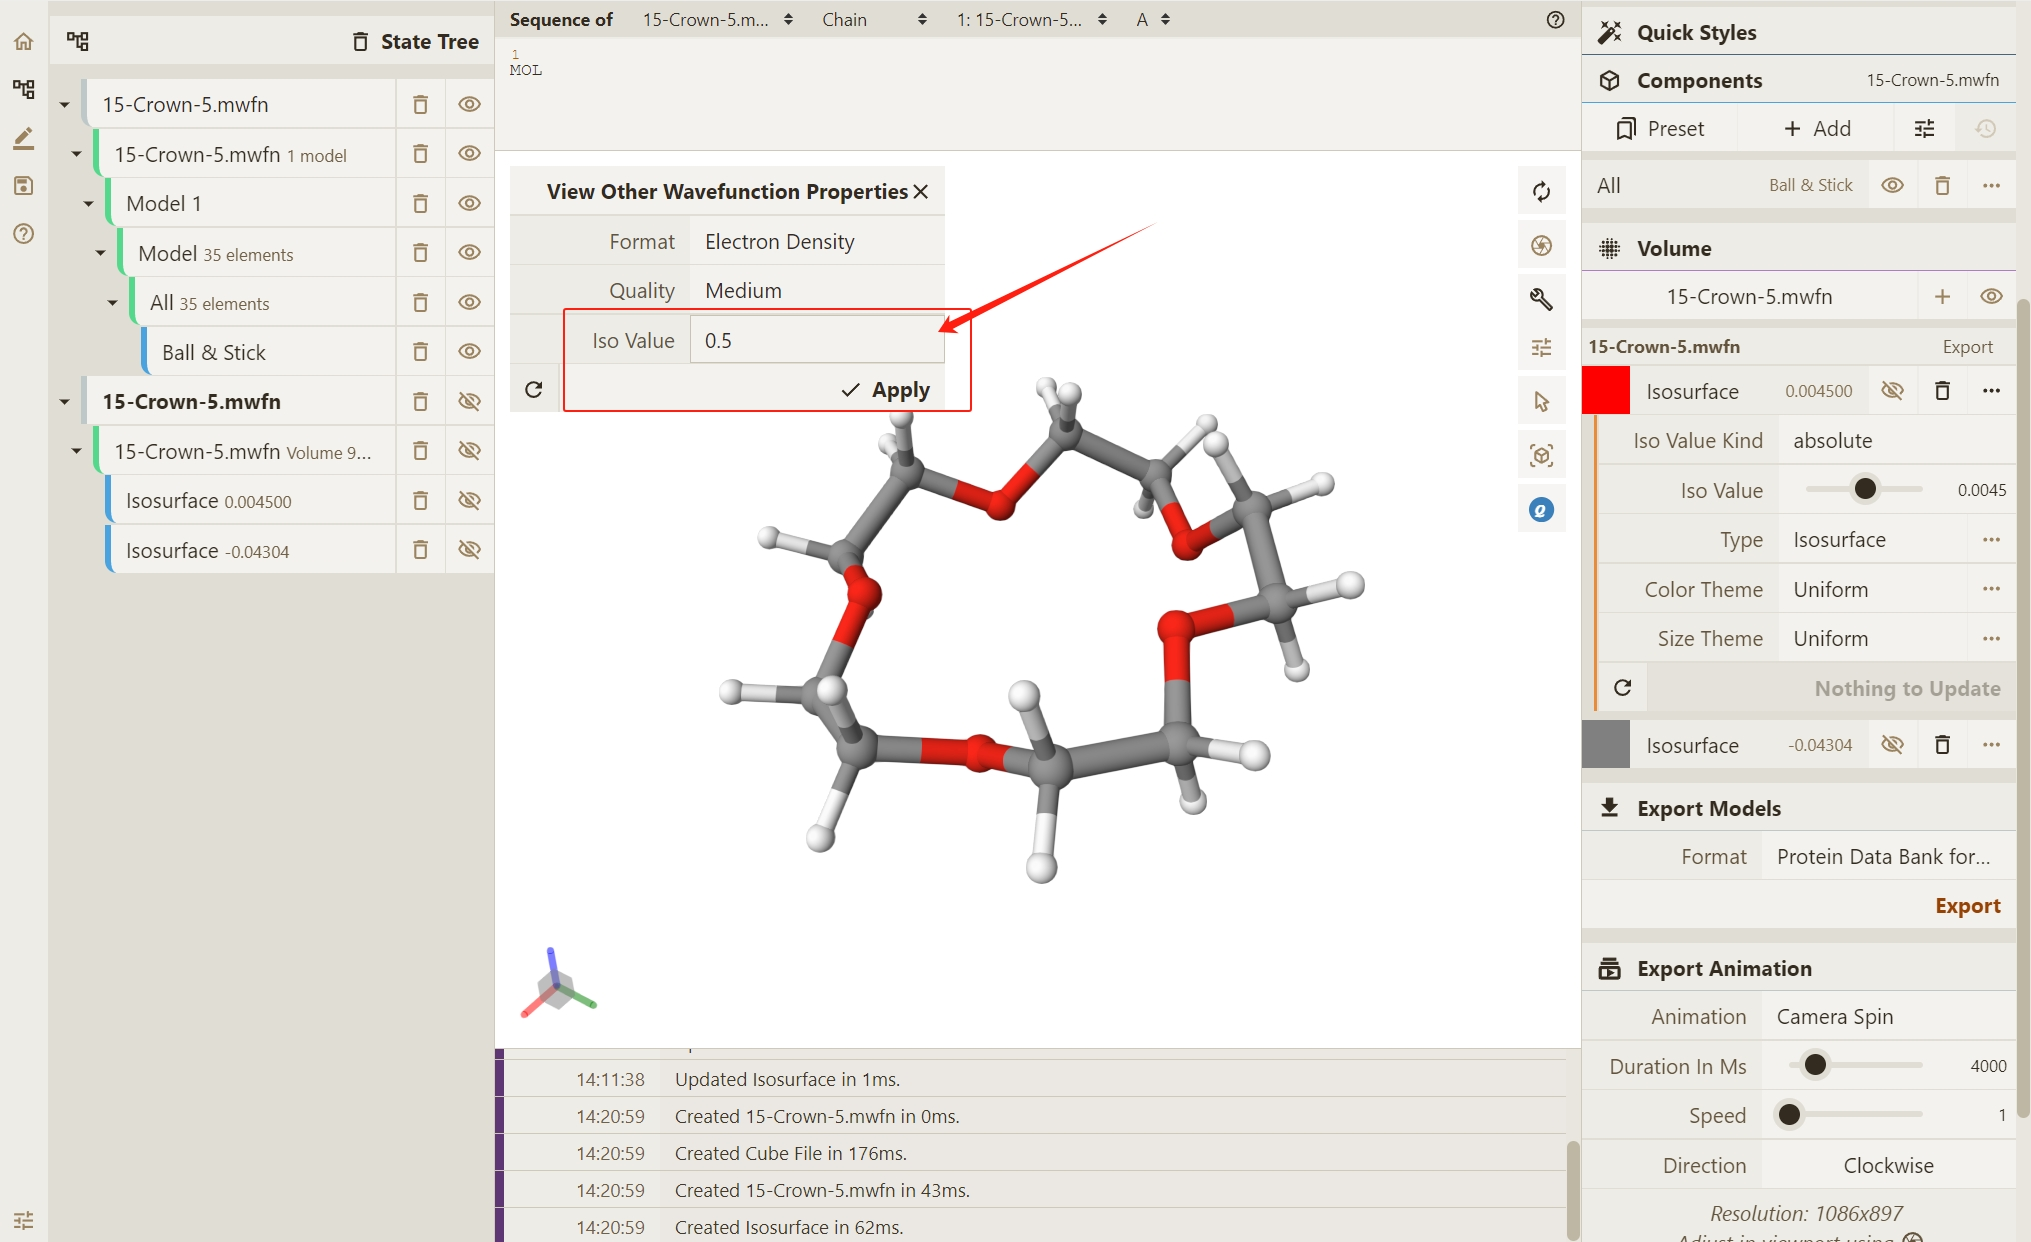 State Tree
15-Crown-5.mwfn
15-Crown-5.mwfn 1 model
Model 1
Model 35 elements
All 35 elements
Ball & Stick
15-Crown-5.mwfn
15-Crown-5.mwfn Volume 9...
Isosurface 0.004500
Isosurface -0.04304
Sequence of 15-Crown-5.m... Chain 1: 15-Crown-5... A
1
MOL
View Other Wavefunction Properties
Format Electron Density
Quality Medium
Iso Value 0.5
Apply
14:11:38 Updated Isosurface in 1ms.
14:20:59 Created 15-Crown-5.mwfn in 0ms.
14:20:59 Created Cube File in 176ms.
14:20:59 Created 15-Crown-5.mwfn in 43ms.
14:20:59 Created Isosurface in 62ms.
Quick Styles
Components 15-Crown-5.mwfn
Preset Add
All Ball & Stick
Volume
15-Crown-5.mwfn
15-Crown-5.mwfn Export
Isosurface 0.004500
Iso Value Kind absolute
Iso Value 0.0045
Type Isosurface
Color Theme Uniform
Size Theme Uniform
Nothing to Update
Isosurface -0.04304
Export Models
Format Protein Data Bank for...
Export
Export Animation
Animation Camera Spin
Duration In Ms 4000
Speed 1
Direction Clockwise
Resolution: 1086x897
Adjust in viewport using